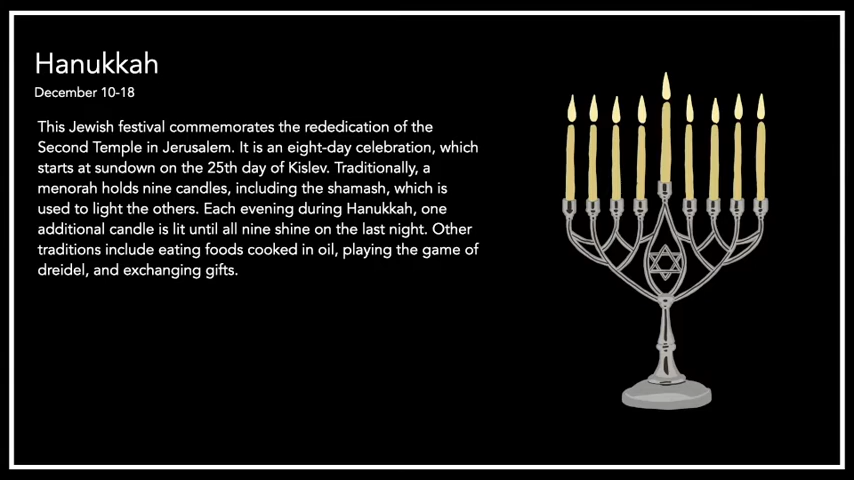 Hanukkah
December 10-18
This Jewish festival commemorates the rededication of the
Second Temple in Jerusalem. It is an eight-day celebration, which
starts at sundown on the 25th day of Kislev. Traditionally, a
menorah holds nine candles, including the shamash, which is
used to light the others. Each evening during Hanukkah, one
additional candle is lit until all nine shine on the last night. Other
traditions include eating foods cooked in oil, playing the game of
dreidel, and exchanging gifts.